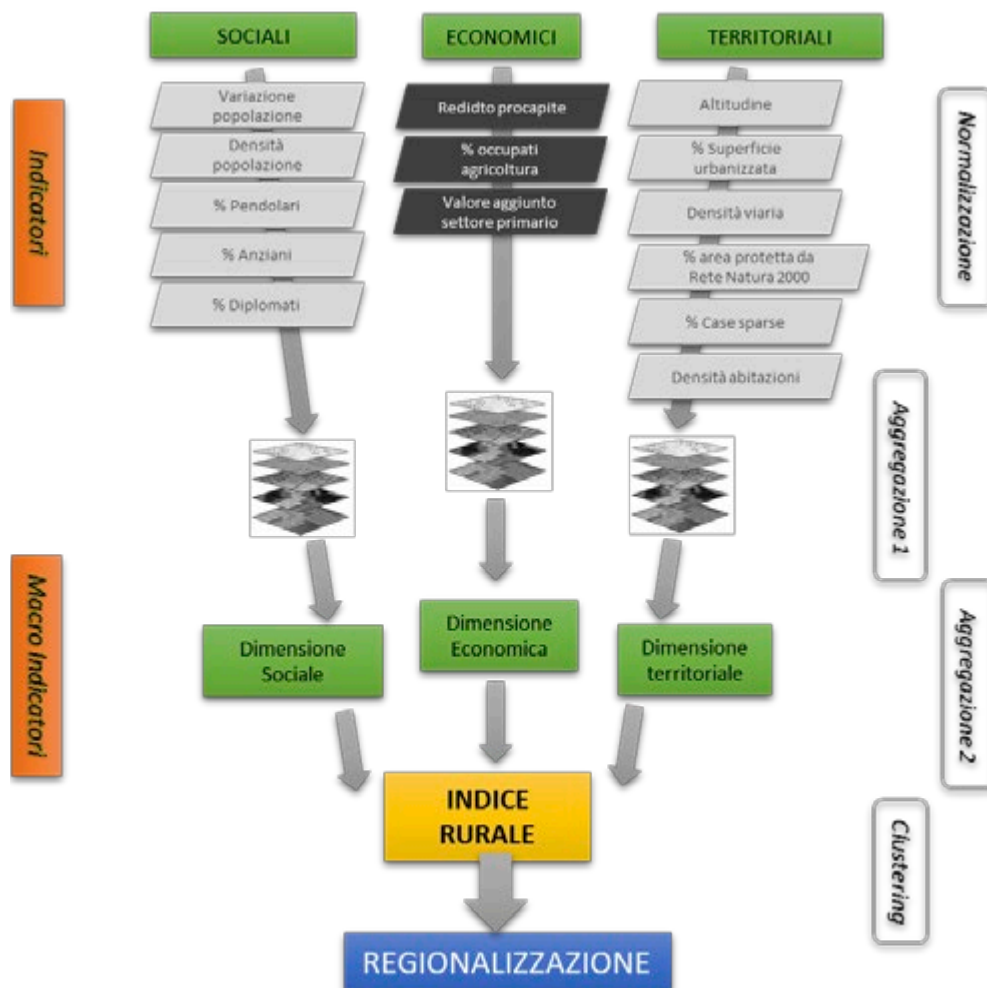 SOCIALI
ECONOMICI
TERRITORIALI
Indicatori
Variazione
popolazione
Densità
popolazione
% Pendolari
% Anziani
% Diplomati
Redidto procapite
% occupati
agricoltura
Valore aggiunto
settore primario
Altitudine
% Superficie
urbanizzata
Densità viaria
% area protetta da
Rete Natura 2000
% Case sparse
Densità abitazioni
Normalizzazione
Aggregazione 1
Macro Indicatori
Dimensione
Sociale
Dimensione
Economica
Dimensione
territoriale
Aggregazione 2
INDICE
RURALE
Clustering
REGIONALIZZAZIONE